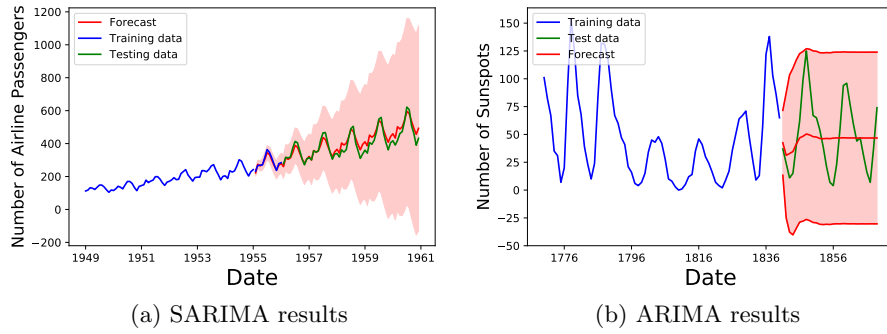 Forecast
Training data
Testing data
Number of Airline Passengers
1200
1000
800
600
400
200
0
−200
1949 1951 1953 1955 1957 1959 1961
Date
(a) SARIMA results
Training data
Test data
Forecast
Number of Sunspots
150
125
100
75
50
25
0
−25
−50
1776 1796 1816 1836 1856
Date
(b) ARIMA results